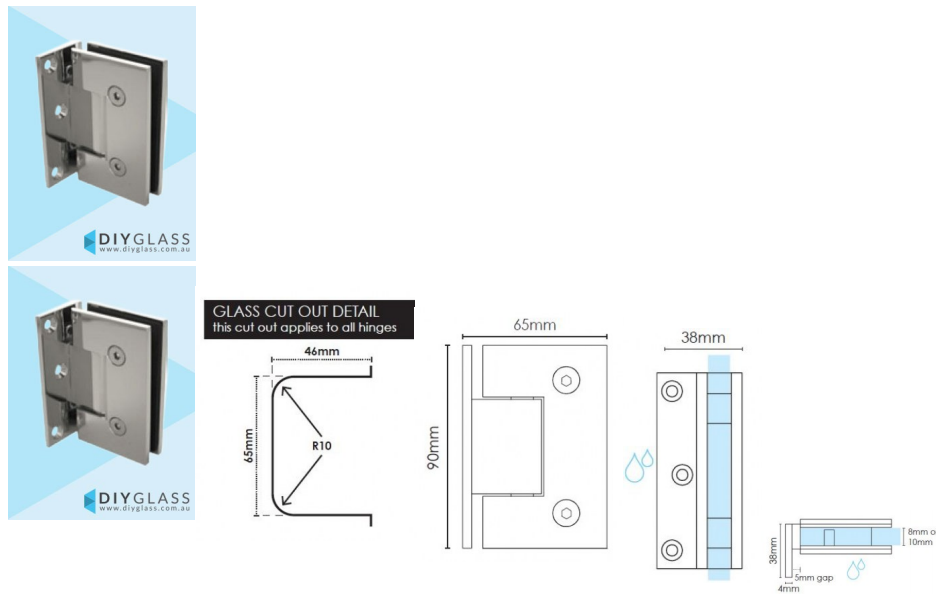 DIYGLASS
www.diyglass.com.au
DIYGLASS
www.diyglass.com.au
GLASS CUT OUT DETAIL
this cut out applies to all hinges
46mm
65mm
R10
65mm
90mm
38mm
38mm
8mm o
10mm
5mm gap
4mm